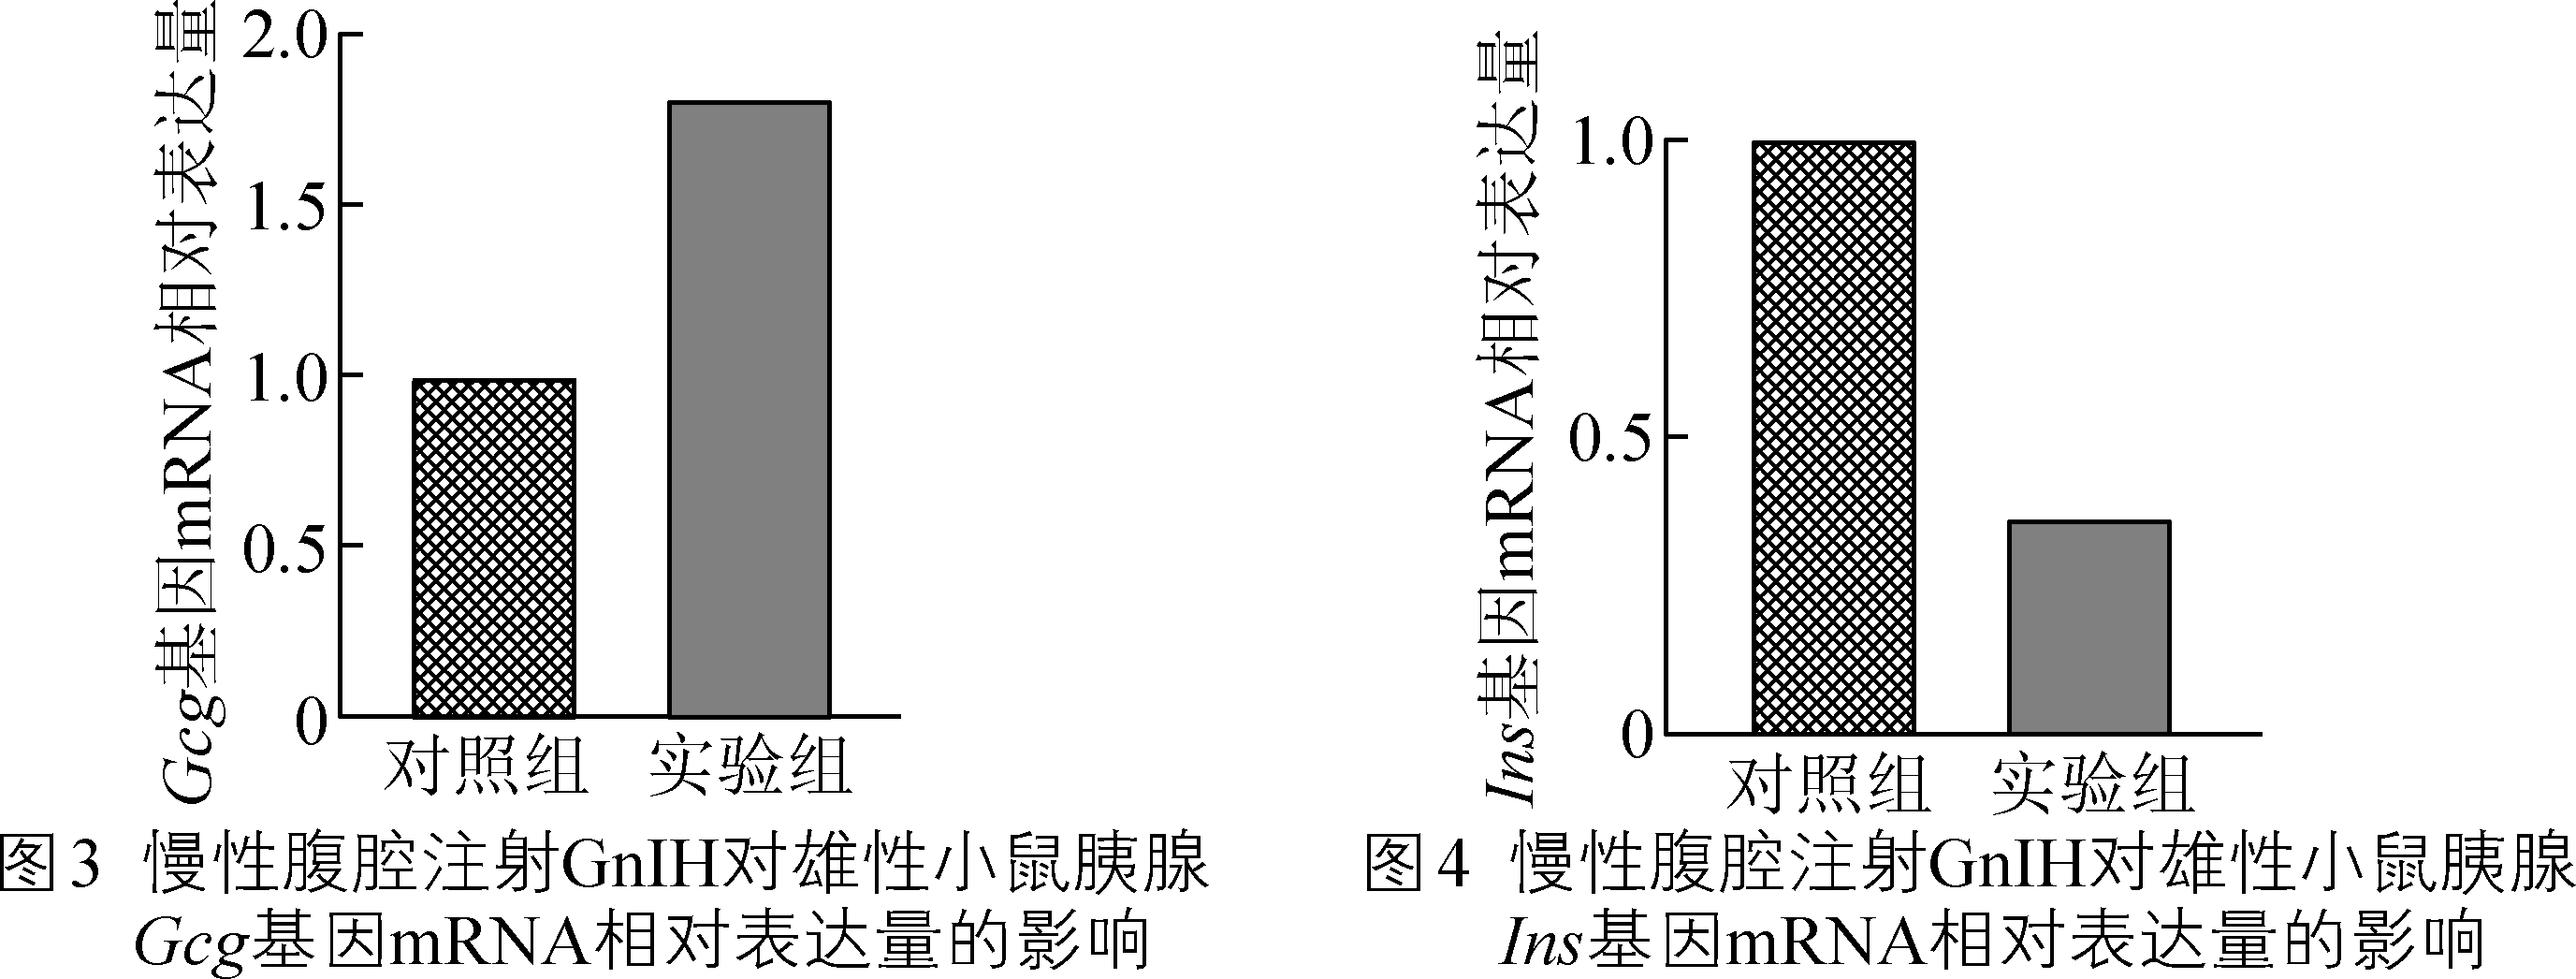 Gcg基因mRNA相对表达量
2.0
1.5
1.0
0.5
0
对照组
实验组
图3 慢性腹腔注射GnIH对雄性小鼠胰腺
Gcg基因mRNA相对表达量的影响
Ins基因mRNA相对表达量
1.0
0.5
0
对照组
实验组
图4 慢性腹腔注射GnIH对雄性小鼠胰腺
Ins基因mRNA相对表达量的影响